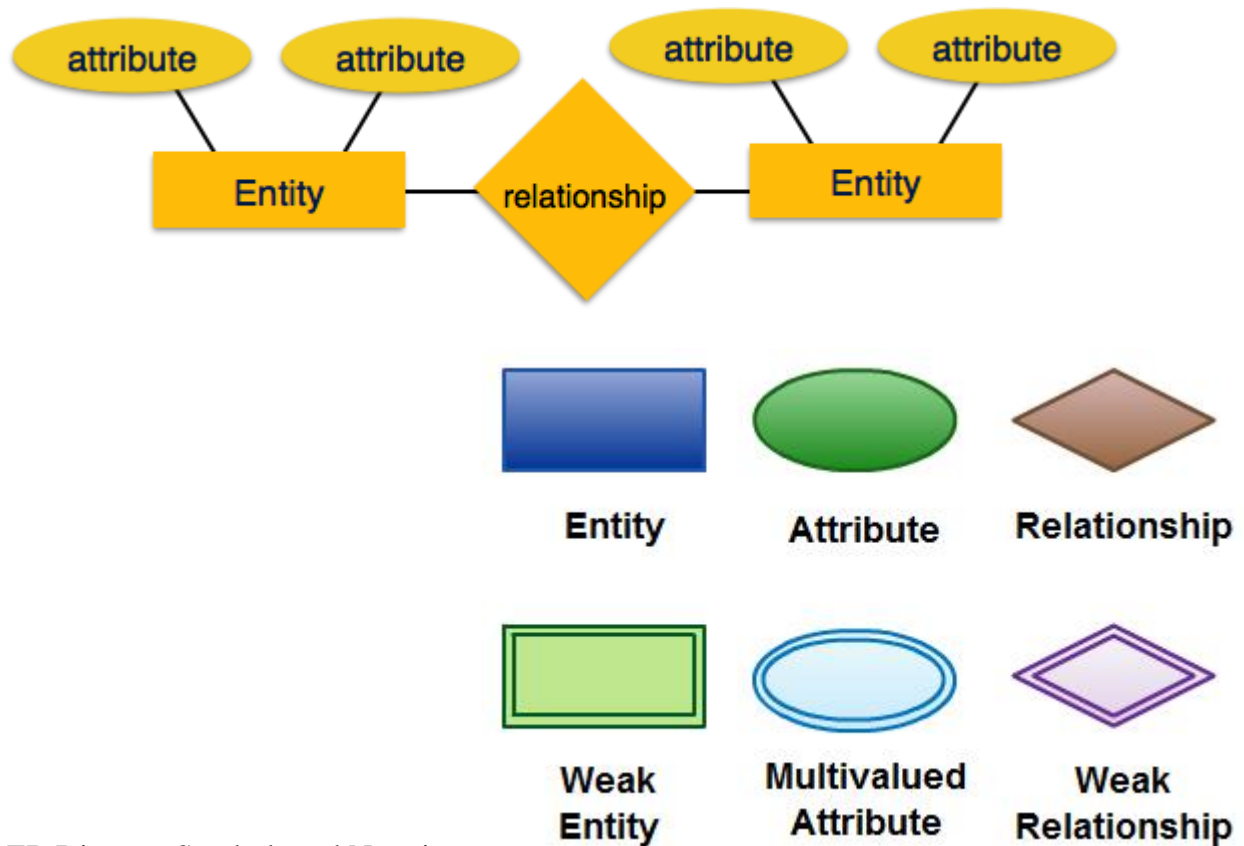 attribute attribute attribute attribute
Entity relationship Entity
Entity Attribute Relationship
Weak Multivalued Weak
Entity Attribute Relationship